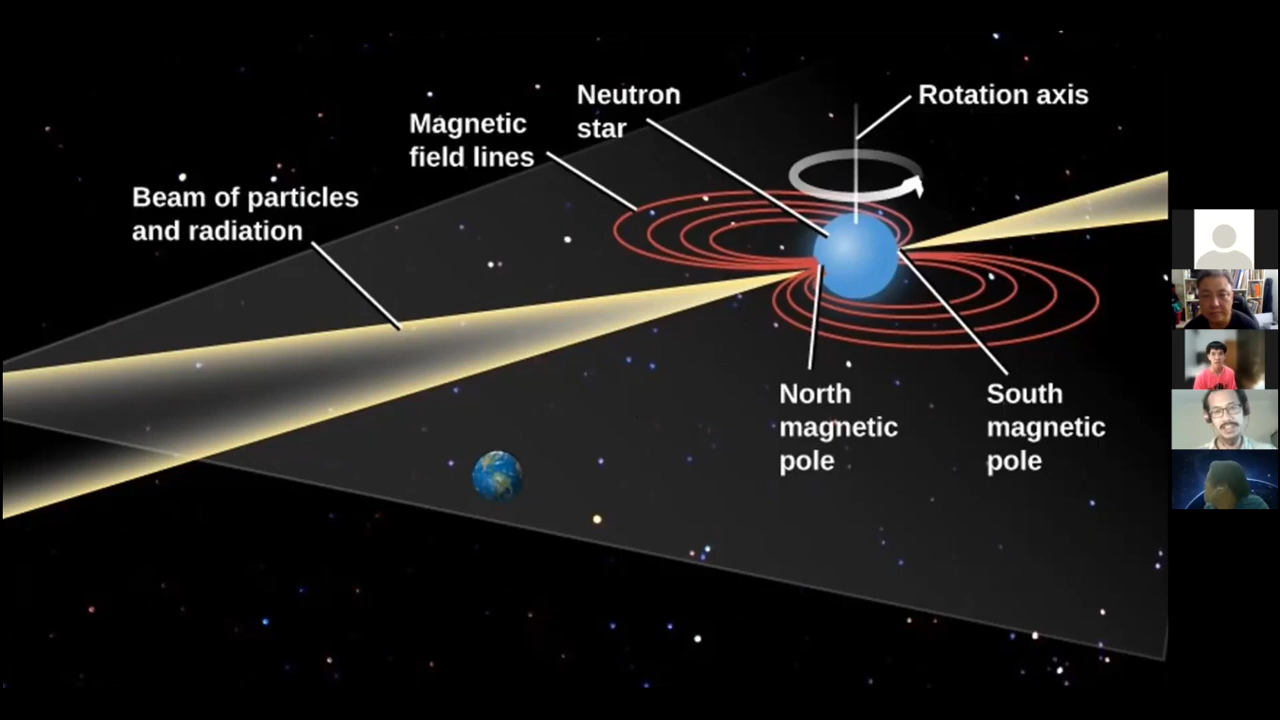 Neutron
star
Rotation axis
Magnetic
field lines
Beam of particles
and radiation
North
magnetic
pole
South
magnetic
pole